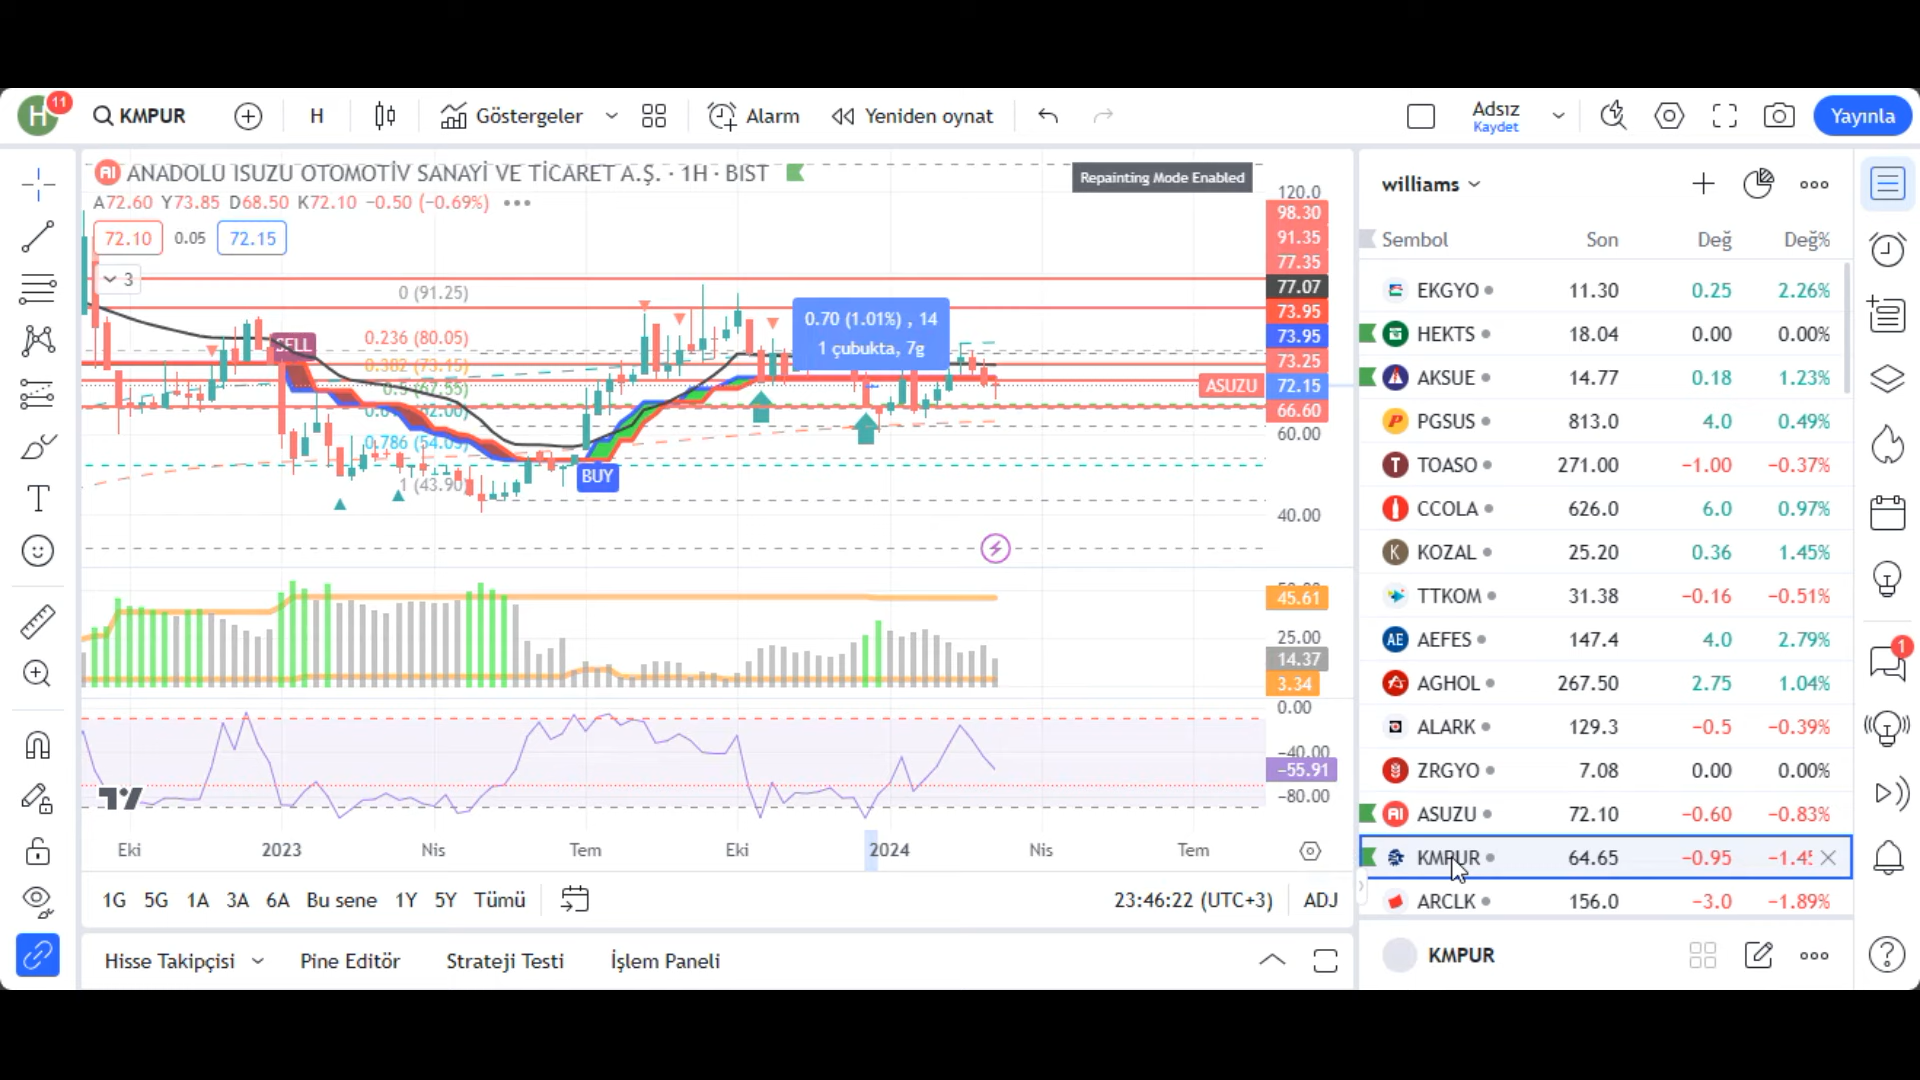 H 11 KMPUR H Göstergeler Alarm Yeniden oynat Adsız Kaydet Yayınla
ANADOLU ISUZU OTOMOTİV SANAYİ VE TİCARET A.Ş. · 1H · BIST
Repainting Mode Enabled
A72.60 Y73.85 D68.50 K72.10 −0.50 (−0.69%)
72.10 0.05 72.15
3
0 (91.25)
0.236 (80.05)
0.382 (73.15)
0.5 (67.55)
0.786 (54.05)
1 (43.90)
SELL
BUY
0.70 (1.01%) , 14
1 çubukta, 7g
120.0
98.30
91.35
77.35
77.07
73.95
73.95
73.25
ASUZU 72.15
66.60
60.00
40.00
45.61
25.00
14.37
3.34
0.00
−40.00
−55.91
−80.00
Eki 2023 Nis Tem Eki 2024 Nis Tem
1G 5G 1A 3A 6A Bu sene 1Y 5Y Tümü 23:46:22 (UTC+3) ADJ
Hisse Takipçisi Pine Editör Strateji Testi İşlem Paneli
williams
Sembol Son Değ Değ%
EKGYO 11.30 0.25 2.26%
HEKTS 18.04 0.00 0.00%
AKSUE 14.77 0.18 1.23%
P PGSUS 813.0 4.0 0.49%
T TOASO 271.00 −1.00 −0.37%
CCOLA 626.0 6.0 0.97%
K KOZAL 25.20 0.36 1.45%
TTKOM 31.38 −0.16 −0.51%
AE AEFES 147.4 4.0 2.79%
AGHOL 267.50 2.75 1.04%
ALARK 129.3 −0.5 −0.39%
ZRGYO 7.08 0.00 0.00%
ASUZU 72.10 −0.60 −0.83%
KMPUR 64.65 −0.95
ARCLK 156.0 −3.0 −1.89%
KMPUR
1